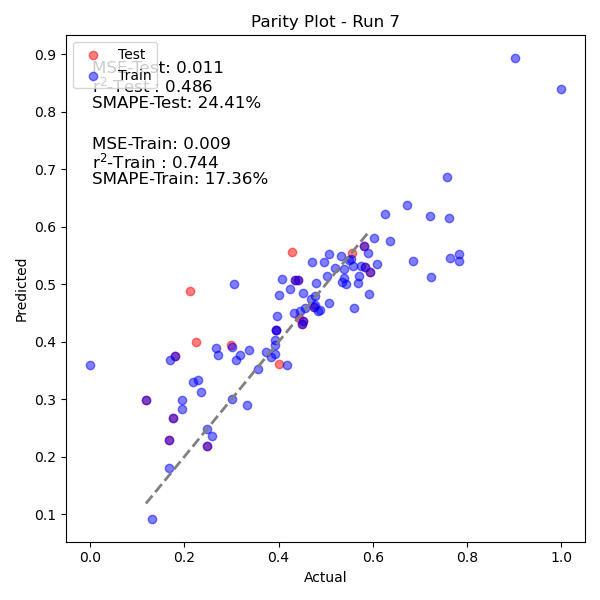 Parity Plot - Run 7
Test
Train
MSE-Test: 0.011
r²-Test : 0.486
SMAPE-Test: 24.41%
MSE-Train: 0.009
r²-Train : 0.744
SMAPE-Train: 17.36%
0.9
0.8
0.7
0.6
0.5
0.4
0.3
0.2
0.1
Predicted
0.0
0.2
0.4
0.6
0.8
1.0
Actual